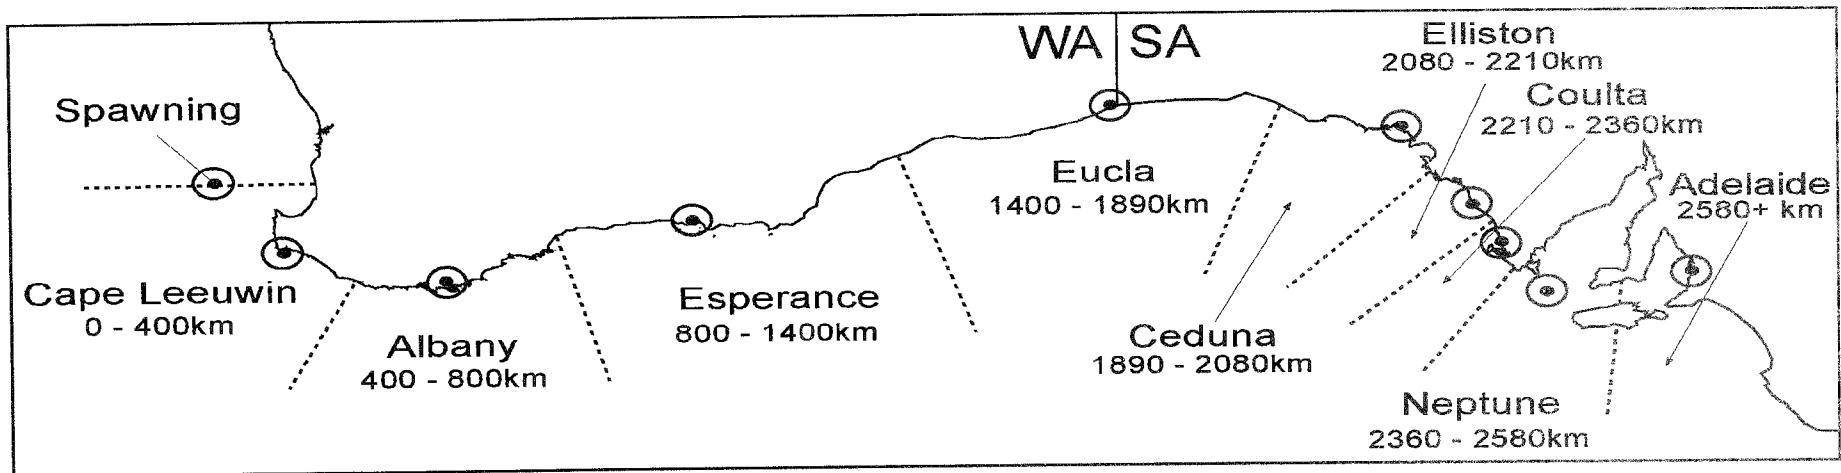 WA SA
Elliston
2080 - 2210km
Coulta
2210 - 2360km
Spawning
Eucla
1400 - 1890km
Adelaide
2580+ km
Cape Leeuwin
0 - 400km
Esperance
800 - 1400km
Albany
400 - 800km
Ceduna
1890 - 2080km
Neptune
2360 - 2580km